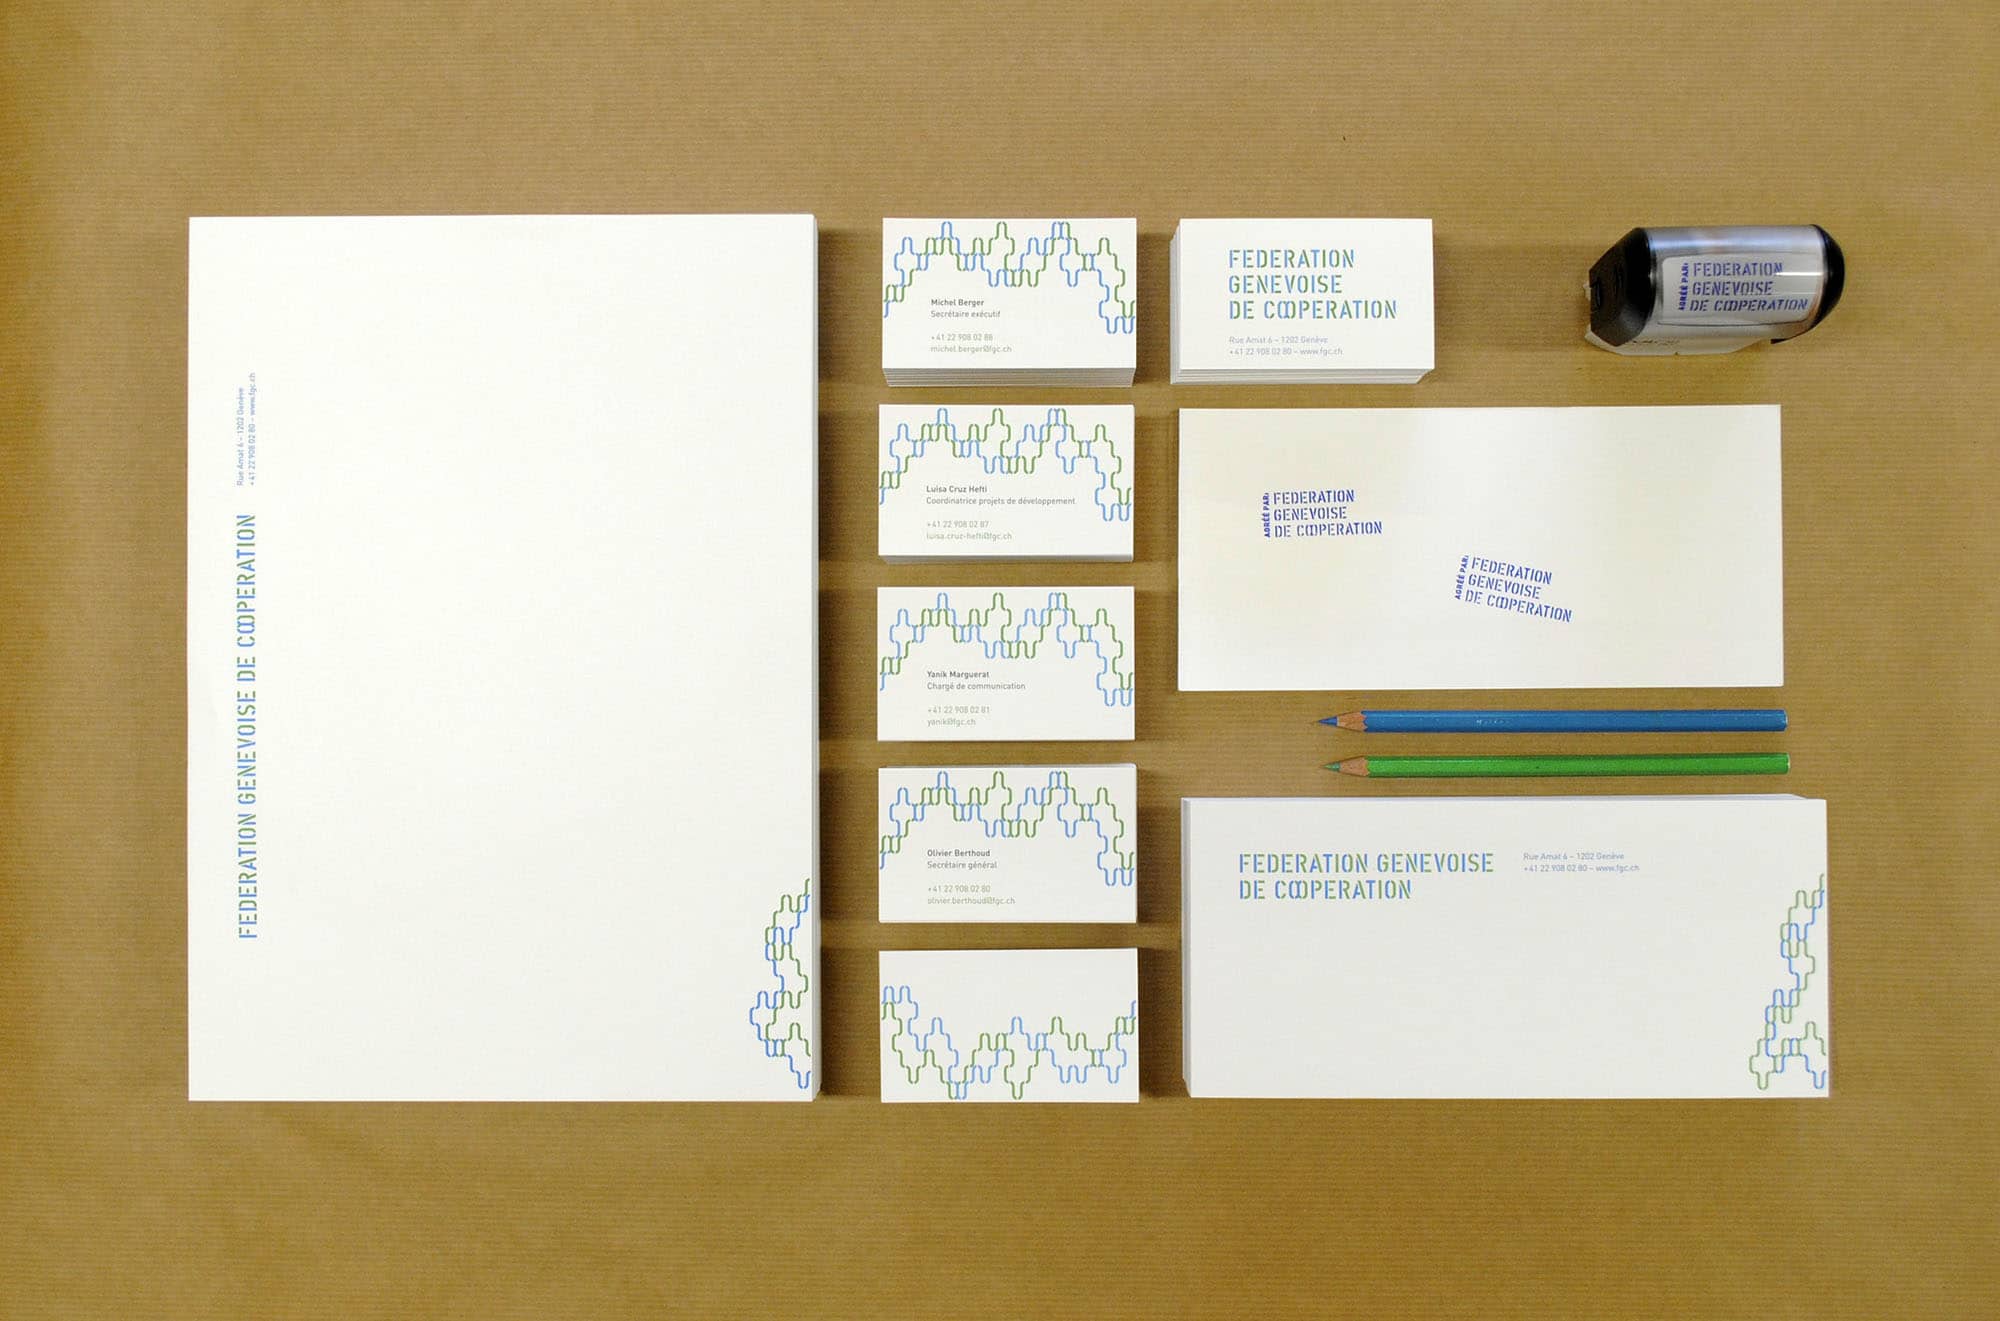 Rue Amat 6 – 1202 Genève
+41 22 908 02 80 – www.fgc.ch
FEDERATION GENEVOISE DE COOPERATION
Michel Berger
Secrétaire exécutif
+41 22 908 02 88
michel.berger@fgc.ch
FEDERATION
GENEVOISE
DE COOPERATION
Rue Amat 6 – 1202 Genève
+41 22 908 02 80 – www.fgc.ch
AGRÉÉ PAR:
FEDERATION
GENEVOISE
DE COOPERATION
Luisa Cruz Hefti
Coordinatrice projets de développement
+41 22 908 02 87
luisa.cruz-hefti@fgc.ch
AGRÉÉ PAR:
FEDERATION
GENEVOISE
DE COOPERATION
AGRÉÉ PAR:
FEDERATION
GENEVOISE
DE COOPERATION
Yanik Marguerat
Chargé de communication
+41 22 908 02 81
yanik@fgc.ch
Olivier Berthoud
Secrétaire général
+41 22 908 02 80
olivier.berthoud@fgc.ch
FEDERATION GENEVOISE
DE COOPERATION
Rue Amat 6 – 1202 Genève
+41 22 908 02 80 – www.fgc.ch